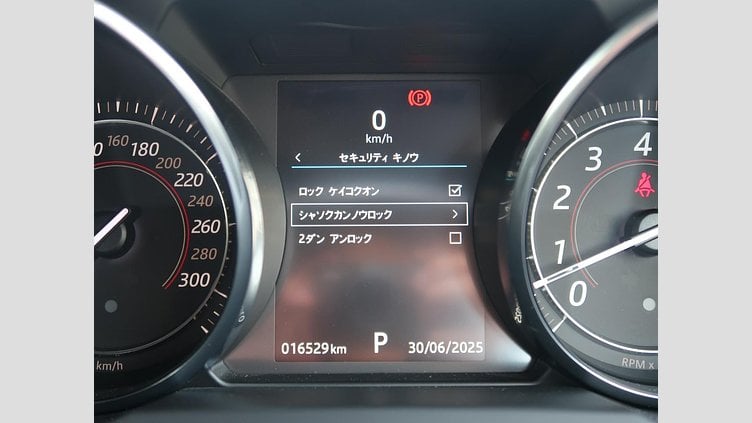 0
km/h
セキュリティ キノウ
ロック ケイコクオン
シャソクカンノウロック
2ダン アンロック
016529 km
P
30/06/2025
160
180
200
220
240
260
280
300
km/h
4
3
2
1
0
RPM x